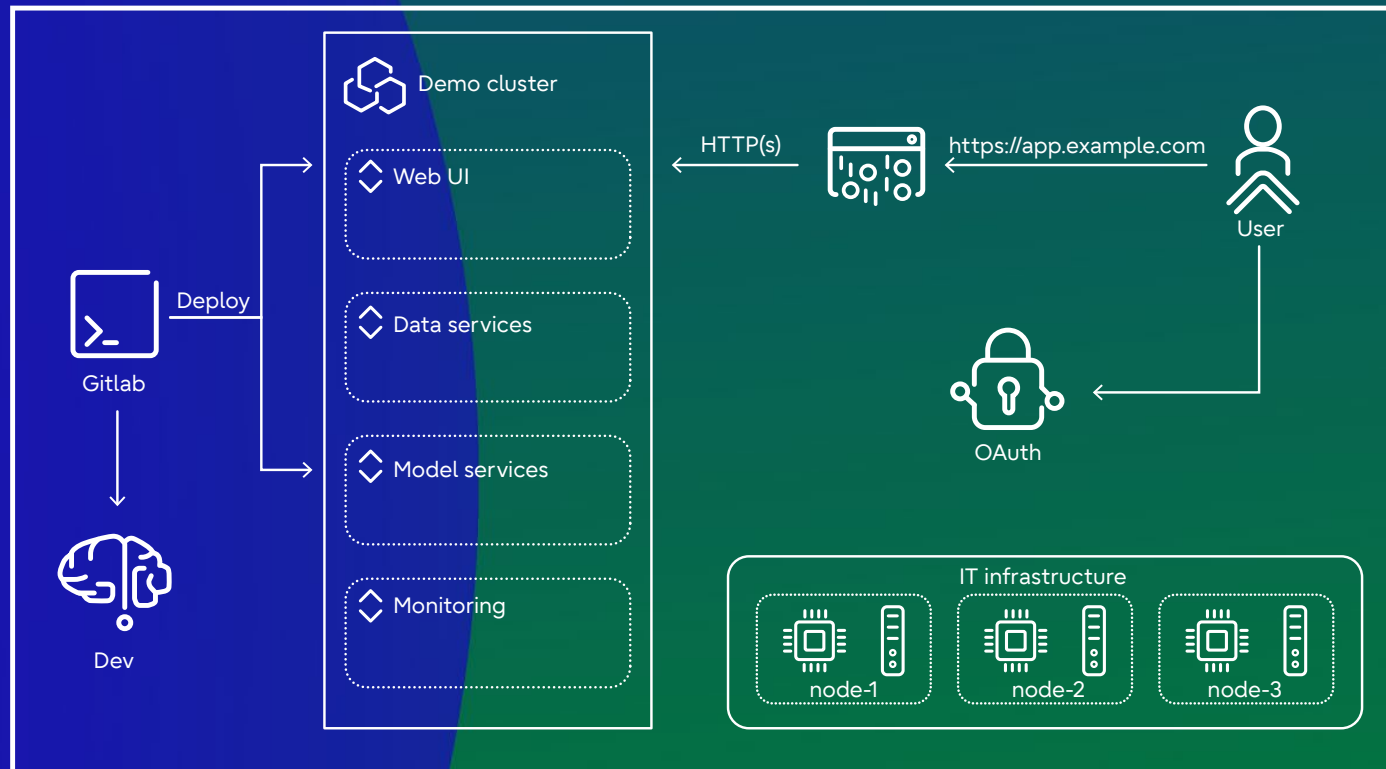 Demo cluster
HTTP(s)
https://app.example.com
Web UI
User
Deploy
Data services
Gitlab
OAuth
Model services
IT infrastructure
Monitoring
Dev
node-1
node-2
node-3